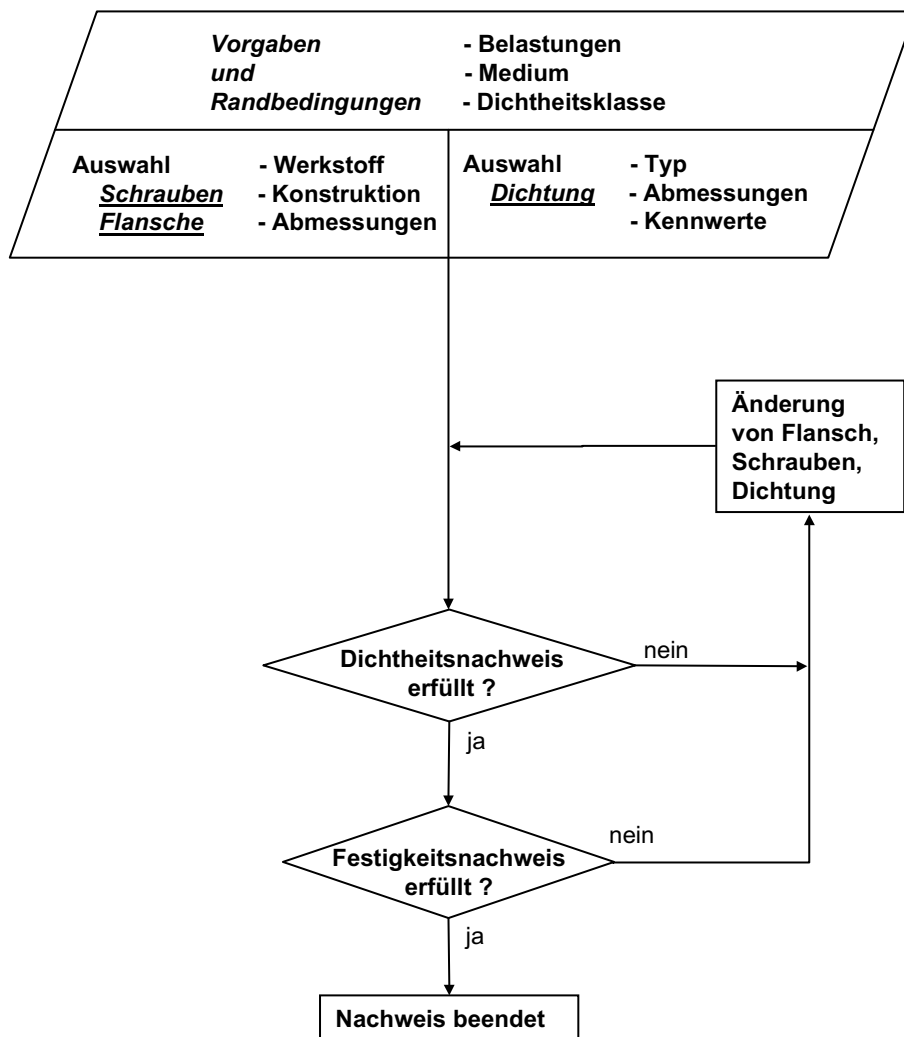 Vorgaben - Belastungen
und - Medium
Randbedingungen - Dichtheitsklasse
Auswahl - Werkstoff
Schrauben - Konstruktion
Flansche - Abmessungen
Auswahl - Typ
Dichtung - Abmessungen
- Kennwerte
Änderung
von Flansch,
Schrauben,
Dichtung
Dichtheitsnachweis
erfüllt ?
nein
ja
Festigkeitsnachweis
erfüllt ?
nein
ja
Nachweis beendet